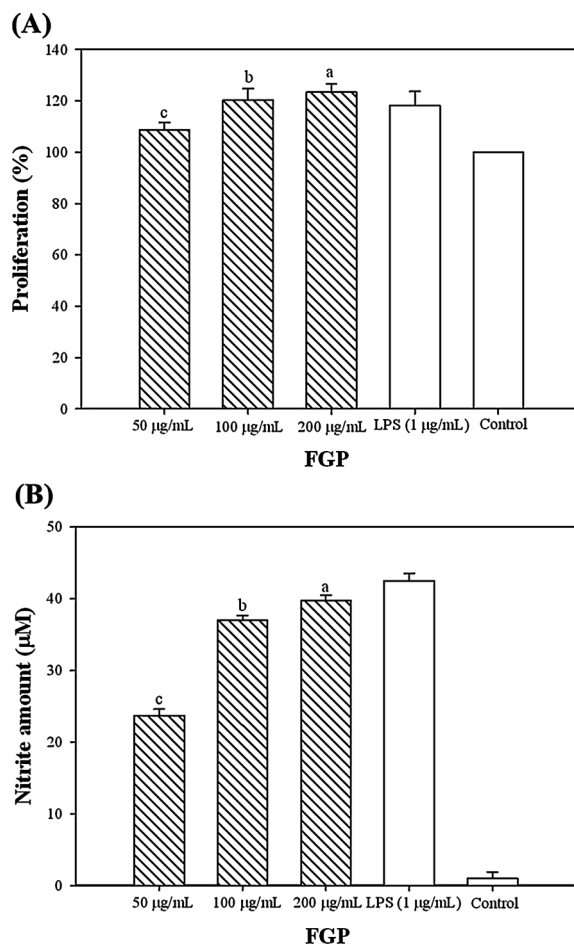 (A)
140
120
100
80
60
40
20
0
Proliferation (%)
c
b
a
50 μg/mL 100 μg/mL 200 μg/mL LPS (1 μg/mL) Control
FGP
(B)
50
40
30
20
10
0
Nitrite amount (μM)
c
b
a
50 μg/mL 100 μg/mL 200 μg/mL LPS (1 μg/mL) Control
FGP